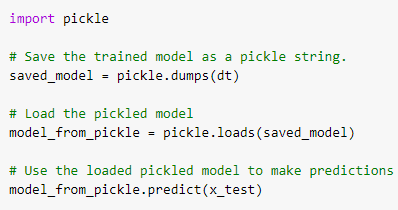 import pickle
# Save the trained model as a pickle string.
saved_model = pickle.dumps(dt)
# Load the pickled model
model_from_pickle = pickle.loads(saved_model)
# Use the loaded pickled model to make predictions
model_from_pickle.predict(x_test)